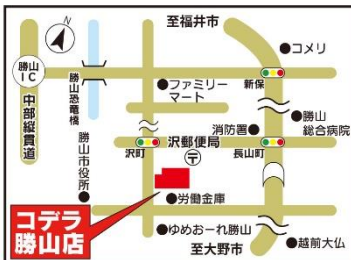 至福井市
N
コメリ
勝山
IC
勝山恐竜橋
ファミリー
マート
新保
中部縦貫道
消防署
勝山
総合病院
沢郵便局
〒
沢町
長山町
勝山市役所
労働金庫
コデラ
勝山店
ゆめおーれ勝山
至大野市
越前大仏